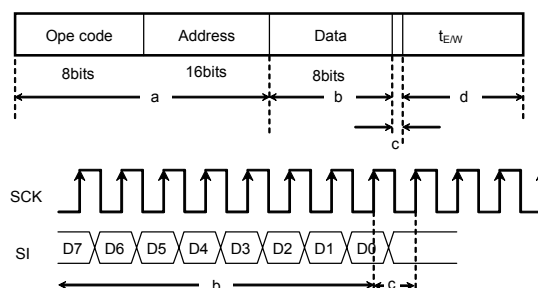 Ope code Address Data tE/W
8bits 16bits 8bits
a b d
c
SCK
SI D7 D6 D5 D4 D3 D2 D1 D0
b c